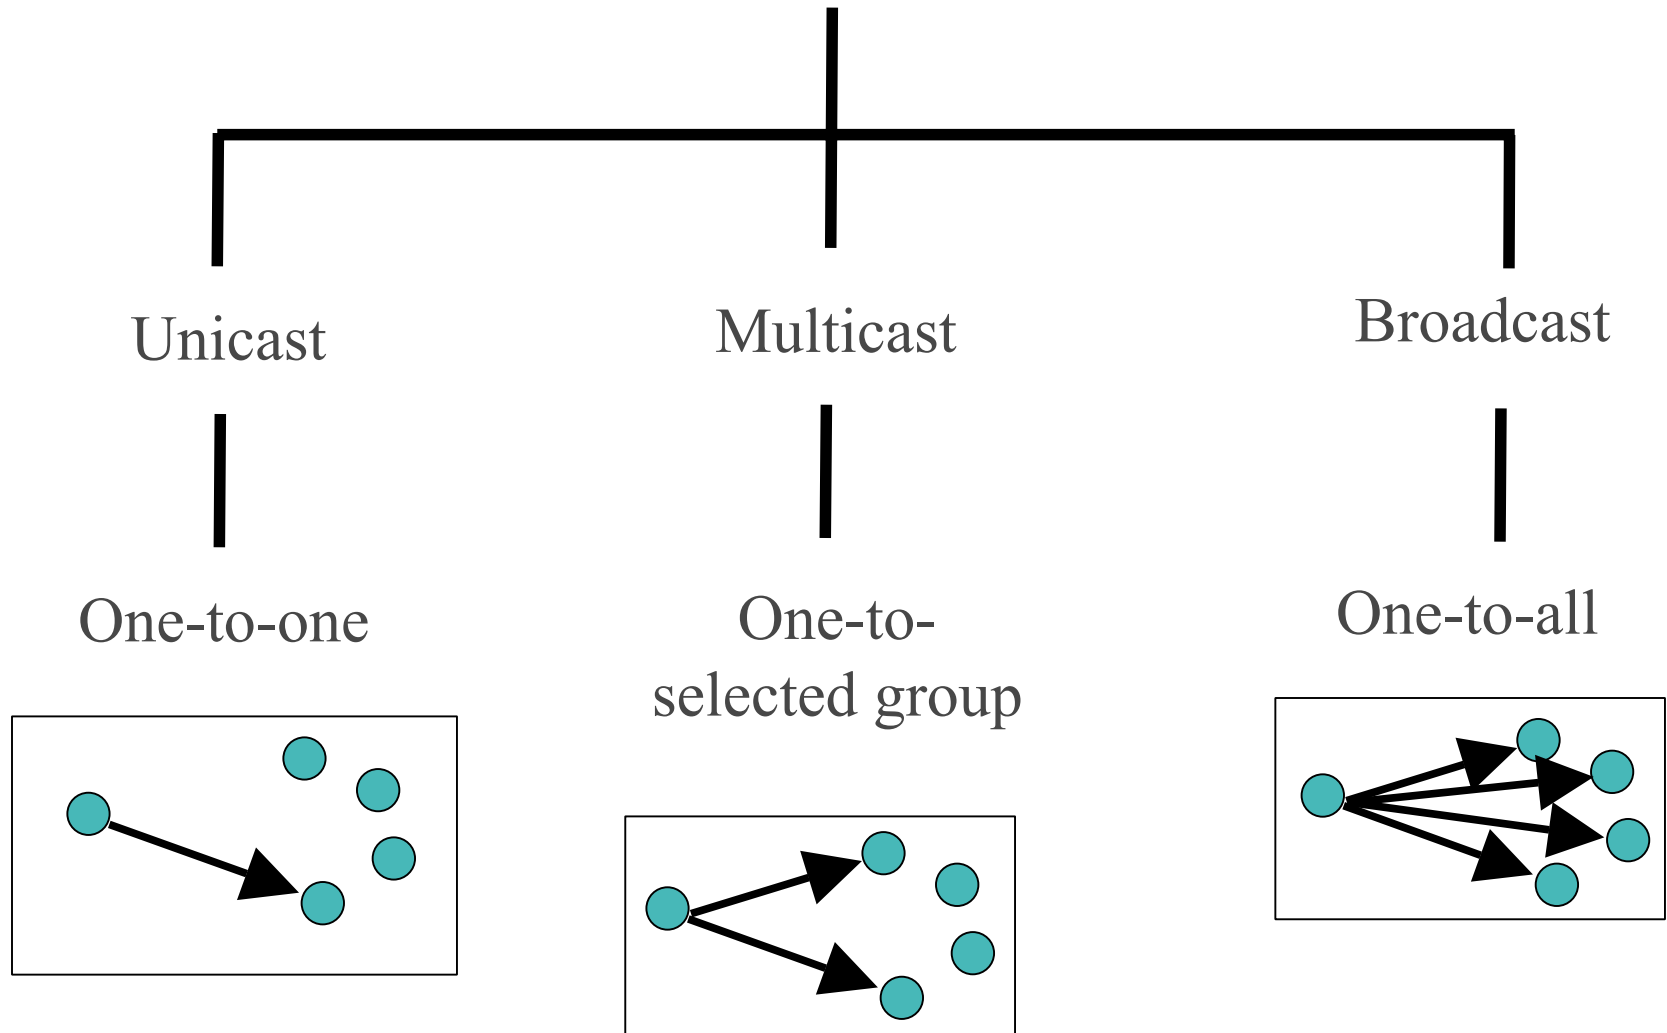 Unicast
Multicast
Broadcast
One-to-one
One-to-
selected group
One-to-all